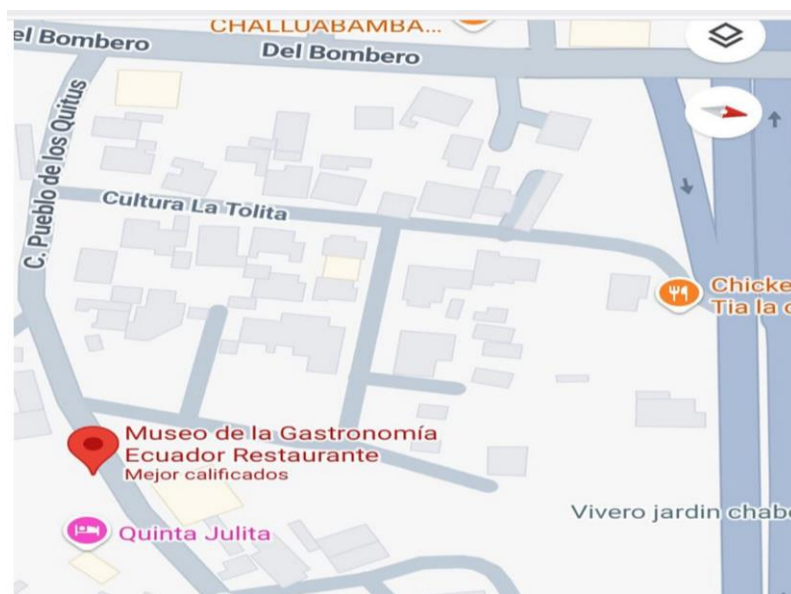 CHALLUABAMBA...
el Bombero
Del Bombero
C. Pueblo de los Quitus
Cultura La Tolita
Chicke
Tia la c
Museo de la Gastronomía
Ecuador Restaurante
Mejor calificados
Vivero jardin chab
Quinta Julita